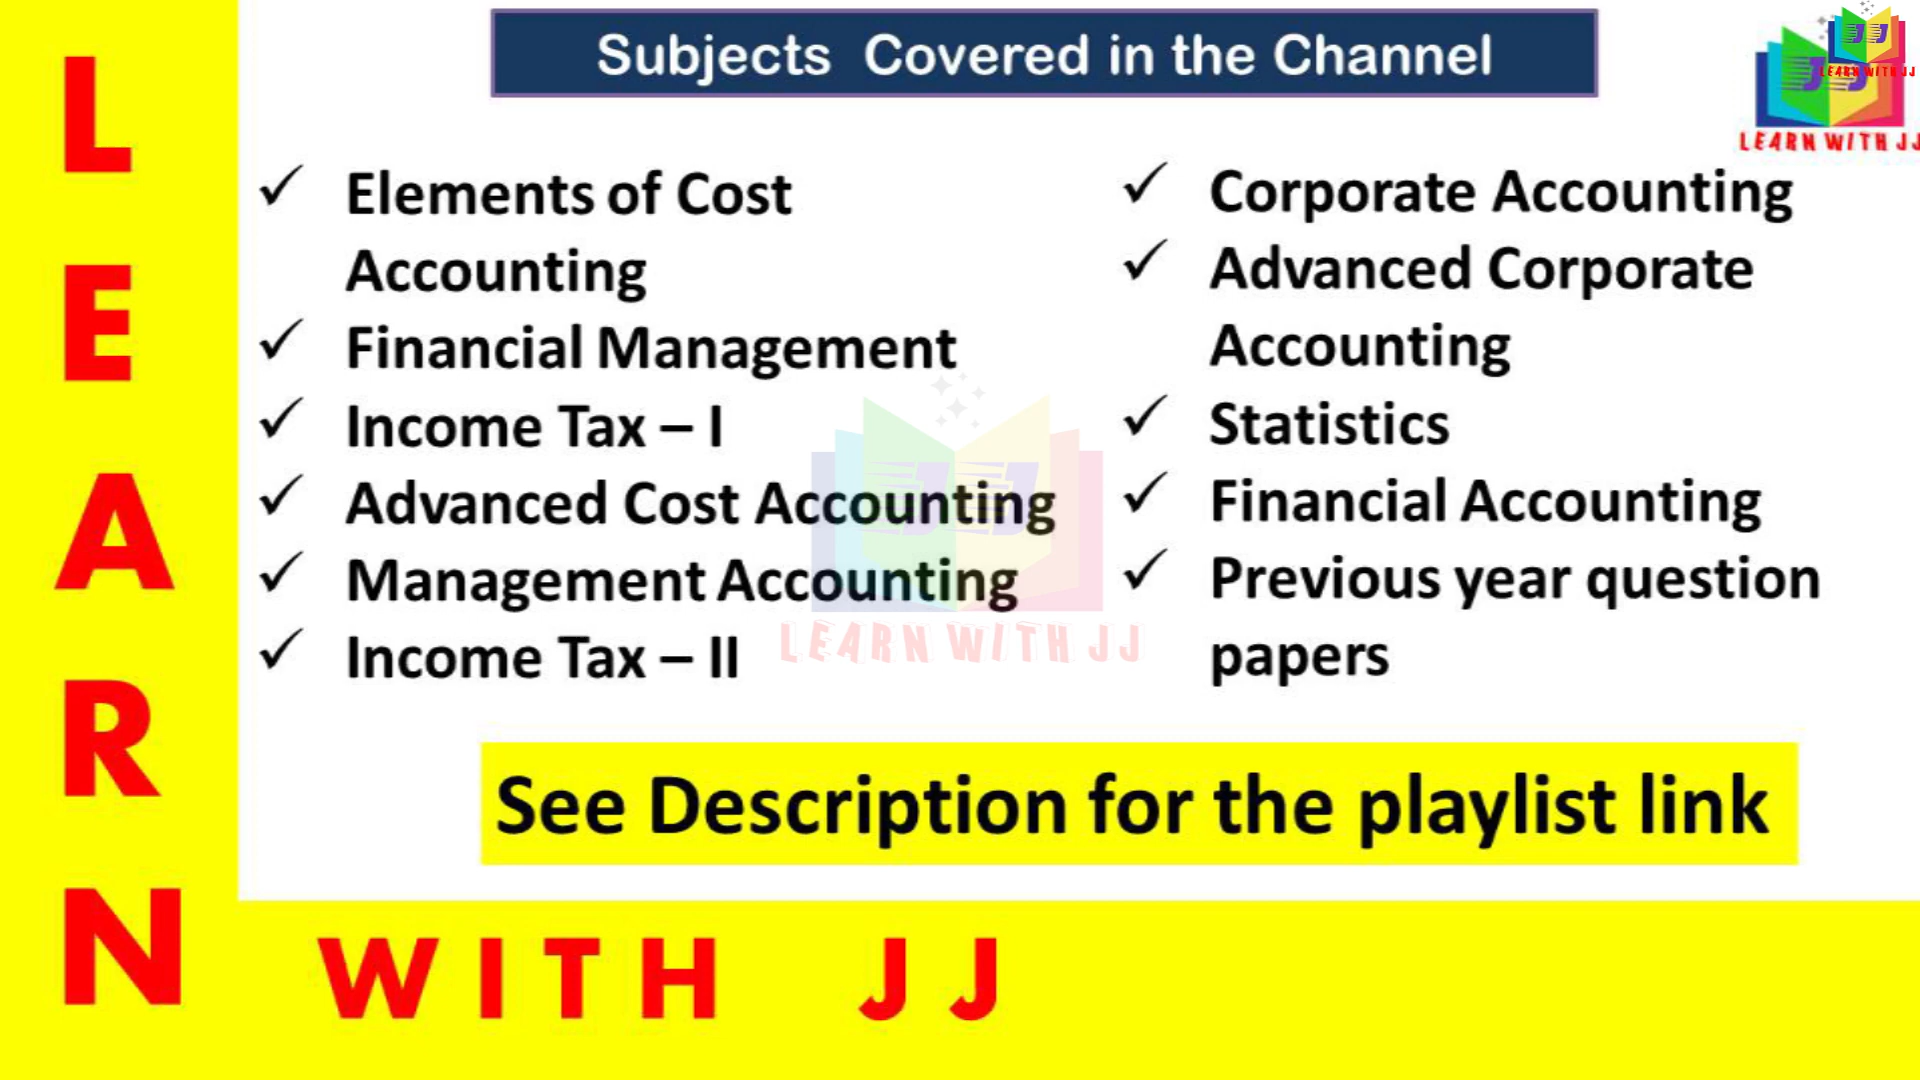 Subjects Covered in the Channel
LEARN WITH JJ
LEARN WITH JJ
Elements of Cost
Accounting
Financial Management
Income Tax – I
Advanced Cost Accounting
Management Accounting
Income Tax – II
Corporate Accounting
Advanced Corporate
Accounting
Statistics
Financial Accounting
Previous year question
papers
LEARN WITH JJ
See Description for the playlist link
L
E
A
R
N
WITH JJ